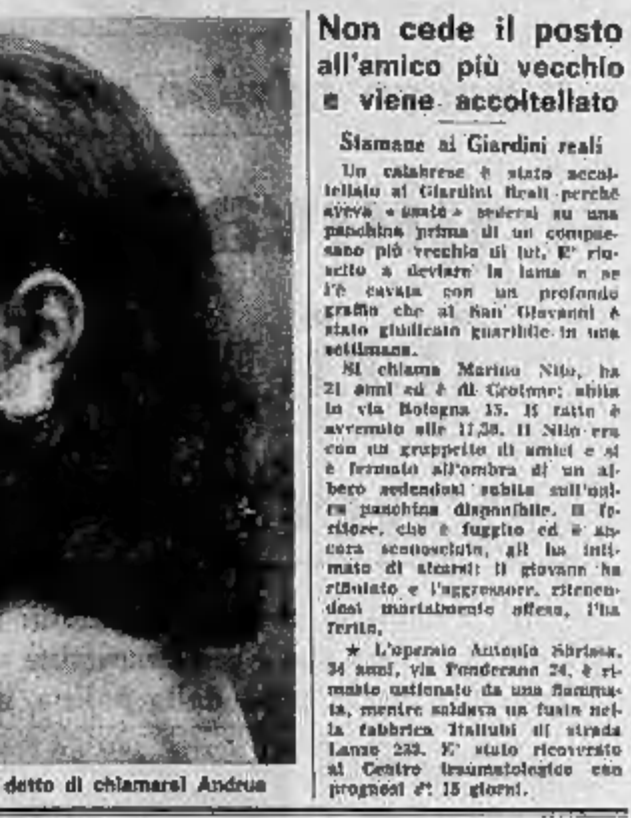 Non cede il posto
all'amico più vecchio
e viene accoltellato
Stamane ai Giardini reali
Un calabrese è stato accol-
tellato ai Giardini Reali perché
aveva « osato » sedersi su una
panchina prima di un compae-
sano più vecchio di lui. E' riu-
scito a deviare la lama e se
l'è cavata con un profondo
graffio che al San Giovanni è
stato giudicato guaribile in una
settimana.
Si chiama Marino Nito, ha
21 anni ed è di Crotone; abita
in via Bologna 15. Il fatto è
avvenuto alle 11,30. Il Nito era
con un gruppetto di amici e si
è fermato all'ombra di un al-
bero sedendosi subito sull'uni-
ca panchina disponibile. Il fe-
ritore, che è fuggito ed è an-
cora sconosciuto, gli ha inti-
mato di alzarsi: il giovane ha
rifiutato e l'aggressore, ritenen-
dosi mortalmente offeso, l'ha
ferito.
★ L'operaio Antonio
34 anni, via Ponderano 24, è ri-
masto ustionato da una fiamma-
ta, mentre saldava un fusto nel-
la fabbrica Italtubi di strada
Lanzo 233. E' stato ricoverato
al Centro traumatologico con
prognosi di 15 giorni.
detto di chiamarsi Andrea